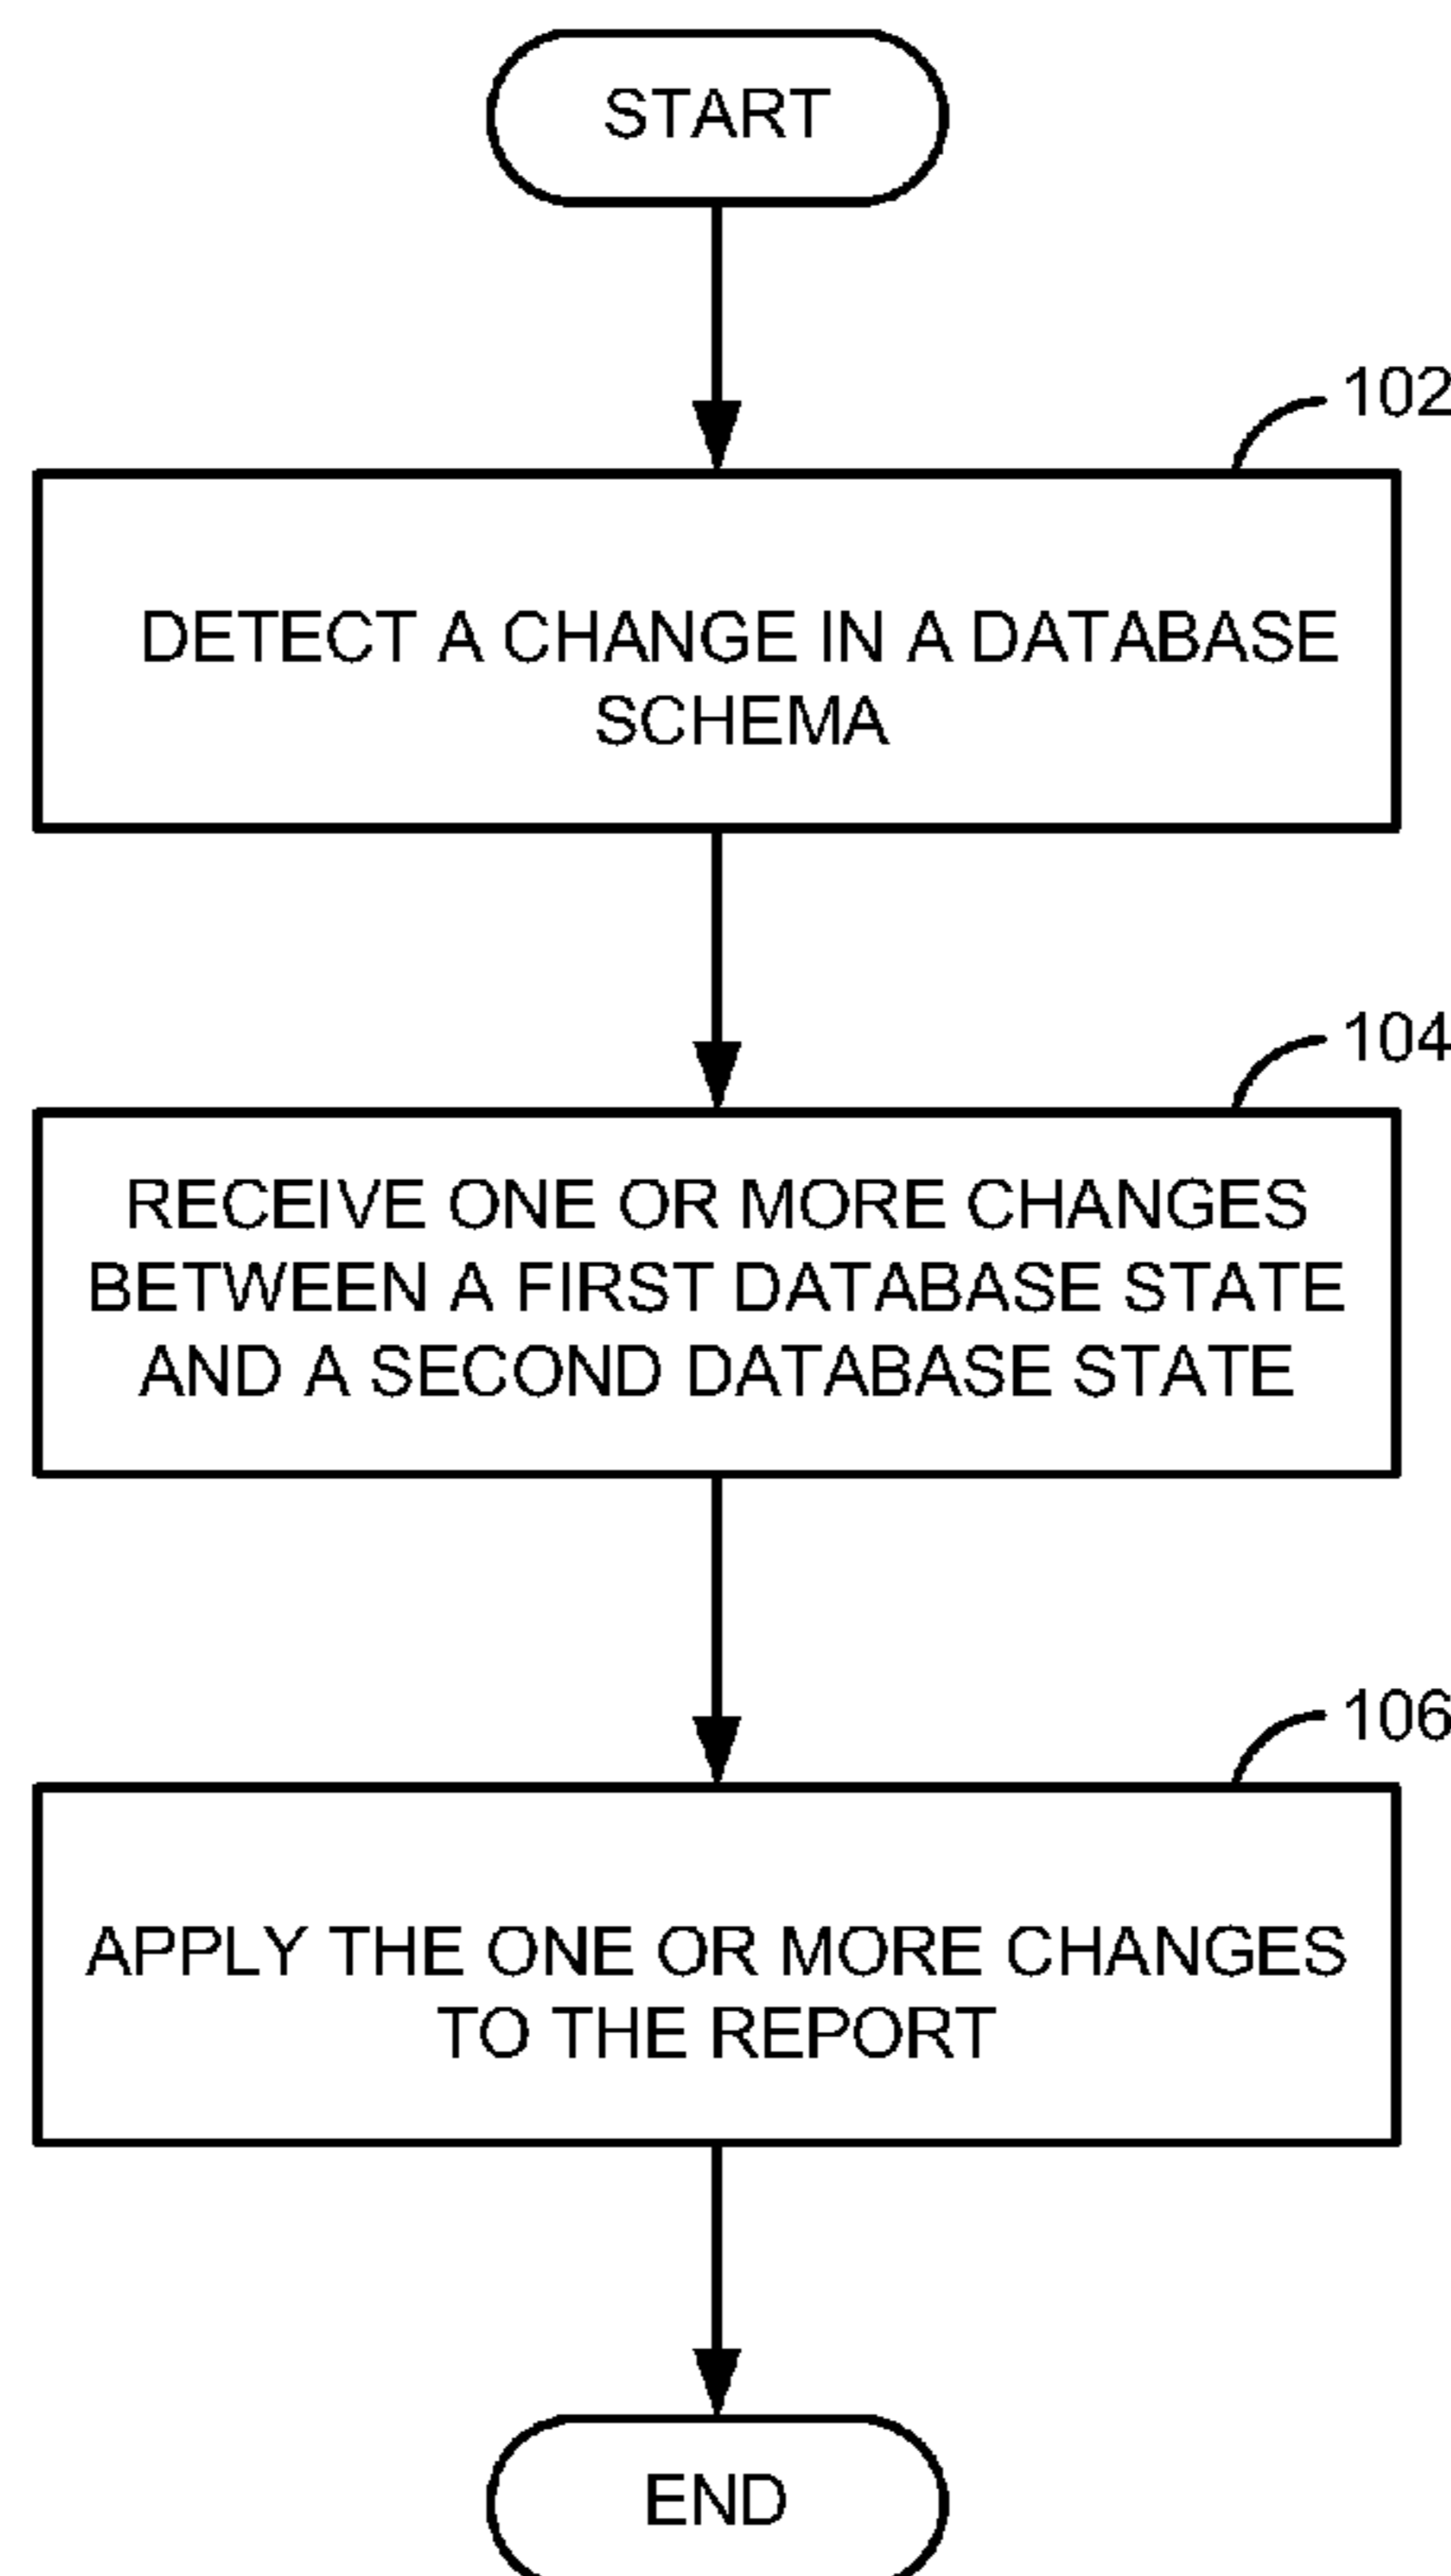 START
102
DETECT A CHANGE IN A DATABASE
SCHEMA
104
RECEIVE ONE OR MORE CHANGES
BETWEEN A FIRST DATABASE STATE
AND A SECOND DATABASE STATE
106
APPLY THE ONE OR MORE CHANGES
TO THE REPORT
END